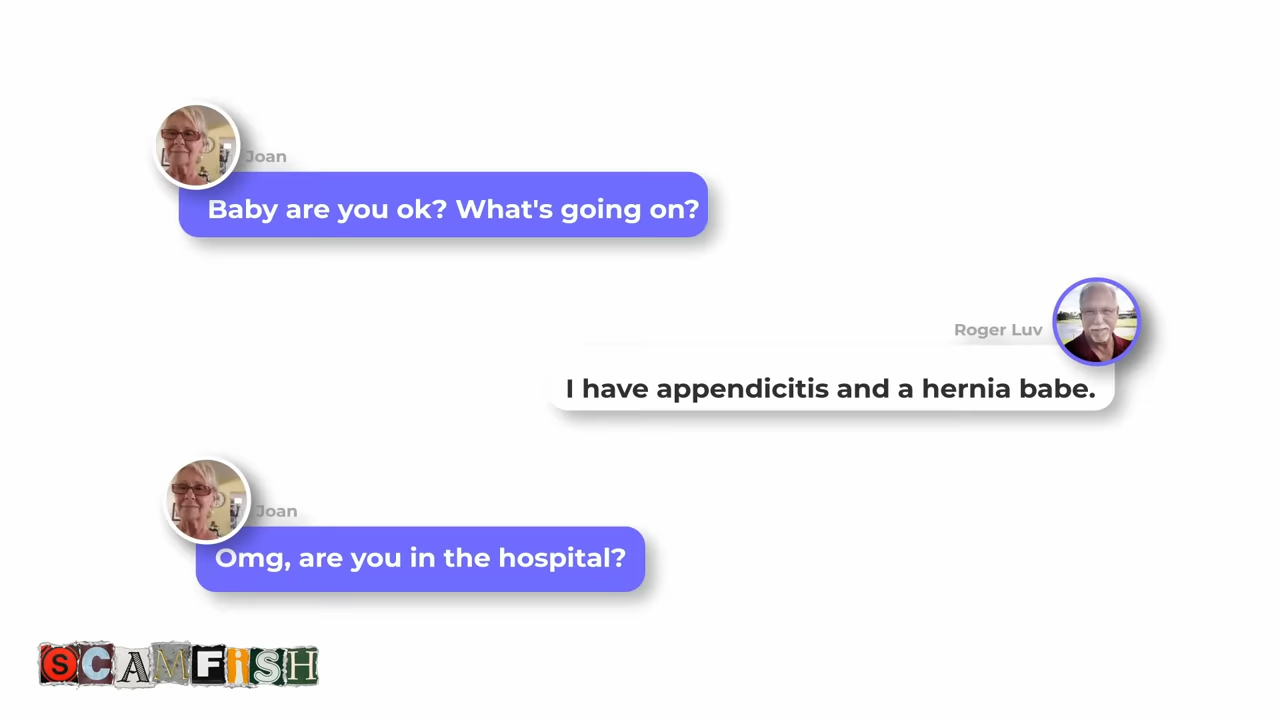 Joan
Baby are you ok? What's going on?
Roger Luv
I have appendicitis and a hernia babe.
Joan
Omg, are you in the hospital?
SCAMFiSH